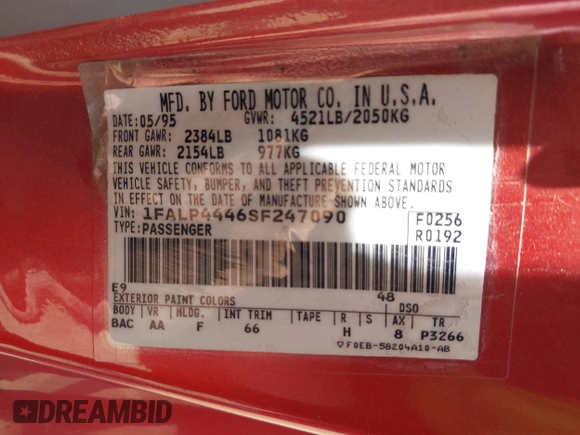 MFD. BY FORD MOTOR CO. IN U.S.A.
DATE: 05/95 GVWR: 4521LB/2050KG
FRONT GAWR: 2384LB 1081KG
REAR GAWR: 2154LB 977KG
THIS VEHICLE CONFORMS TO ALL APPLICABLE FEDERAL MOTOR
VEHICLE SAFETY, BUMPER, AND THEFT PREVENTION STANDARDS
IN EFFECT ON THE DATE OF MANUFACTURE SHOWN ABOVE.
VIN: 1FALP4446SF247090 F0256
TYPE: PASSENGER R0192
E9 48
EXTERIOR PAINT COLORS DSO
BODY VR MLDG. INT TRIM TAPE R S AX TR
BAC AA F 66 H 8 P3266
▽F0EB-58204A10-AB
DREAMBID